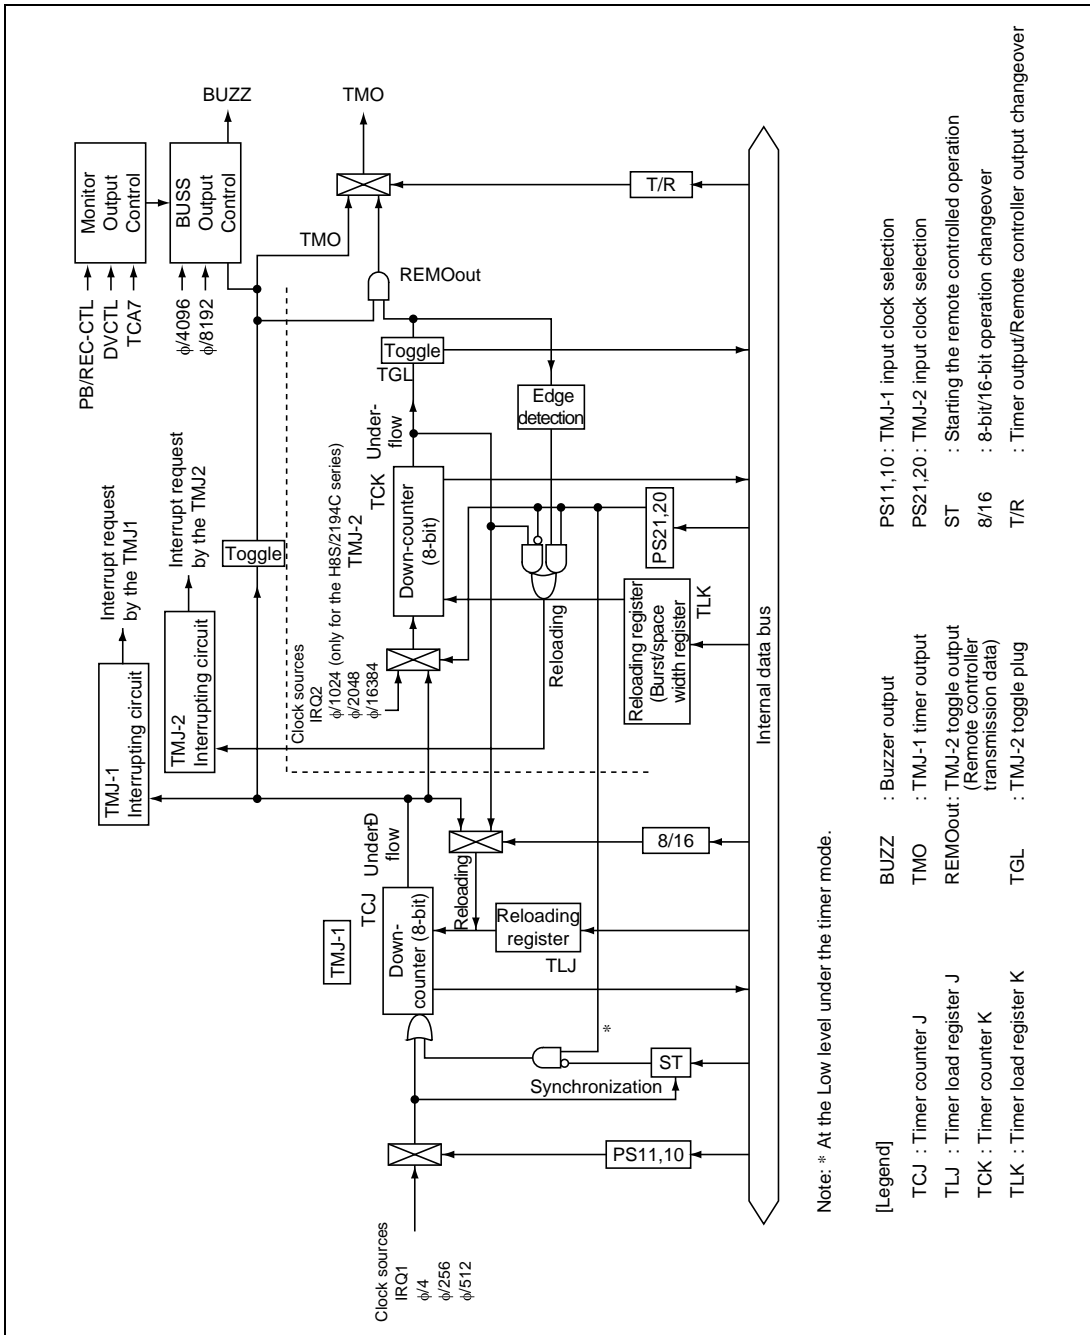 Clock sources
IRQ1
ϕ/4
ϕ/256
ϕ/512
PS11,10
Synchronization
ST
*
TMJ-1
Down-
counter (8-bit)
TCJ
UnderÐ
flow
Reloading
Reloading
register
TLJ
8/16
TMJ-1
Interrupting circuit
Interrupt request
by the TMJ1
TMJ-2
Interrupting circuit
Interrupt request
by the TMJ2
Toggle
Clock sources
IRQ2
ϕ/1024 (only for the H8S/2194C series)
ϕ/2048
ϕ/16384
TMJ-2
Down-counter
(8-bit)
TCK
Under-
flow
Reloading
Reloading register
(Burst/space
width register
TLK
PS21,20
Edge
detection
Toggle
TGL
REMOout
TMO
T/R
PB/REC-CTL
DVCTL
TCA7
Monitor
Output
Control
ϕ/4096
ϕ/8192
BUSS
Output
Control
BUZZ
TMO
Internal data bus
Note: * At the Low level under the timer mode.
[Legend]
TCJ : Timer counter J
TLJ : Timer load register J
TCK : Timer counter K
TLK : Timer load register K
BUZZ : Buzzer output
TMO : TMJ-1 timer output
REMOout : TMJ-2 toggle output
(Remote controller
transmission data)
TGL : TMJ-2 toggle plug
PS11,10 : TMJ-1 input clock selection
PS21,20 : TMJ-2 input clock selection
ST : Starting the remote controlled operation
8/16 : 8-bit/16-bit operation changeover
T/R : Timer output/Remote controller output changeover